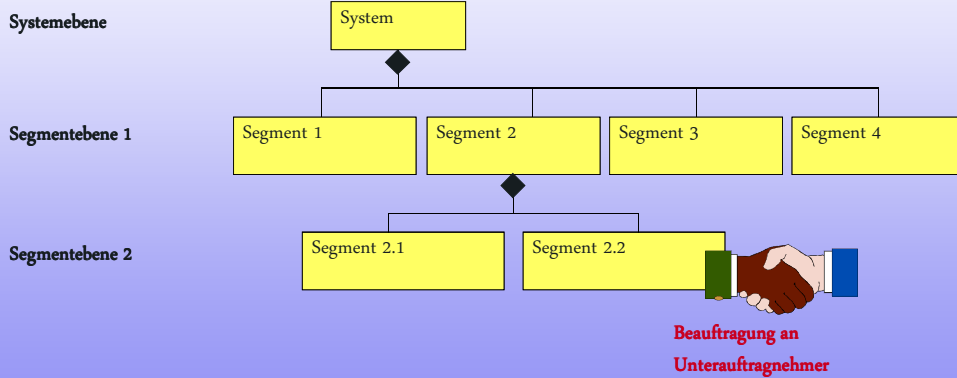 Systemebene
System
Segmentebene 1
Segment 1
Segment 2
Segment 3
Segment 4
Segmentebene 2
Segment 2.1
Segment 2.2
Beauftragung an
Unterauftragnehmer